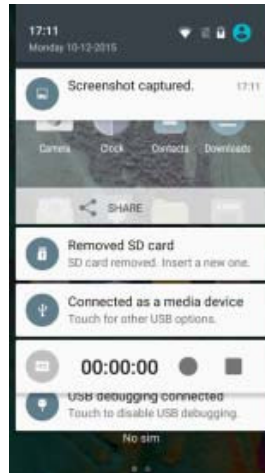 17:11
Monday 10-12-2015
Screenshot captured.
17:11
Camera
Clock
Contacts
Downloads
SHARE
Removed SD card
SD card removed. Insert a new one.
Connected as a media device
Touch for other USB options.
00:00:00
USB debugging connected
Touch to disable USB debugging.
No sim